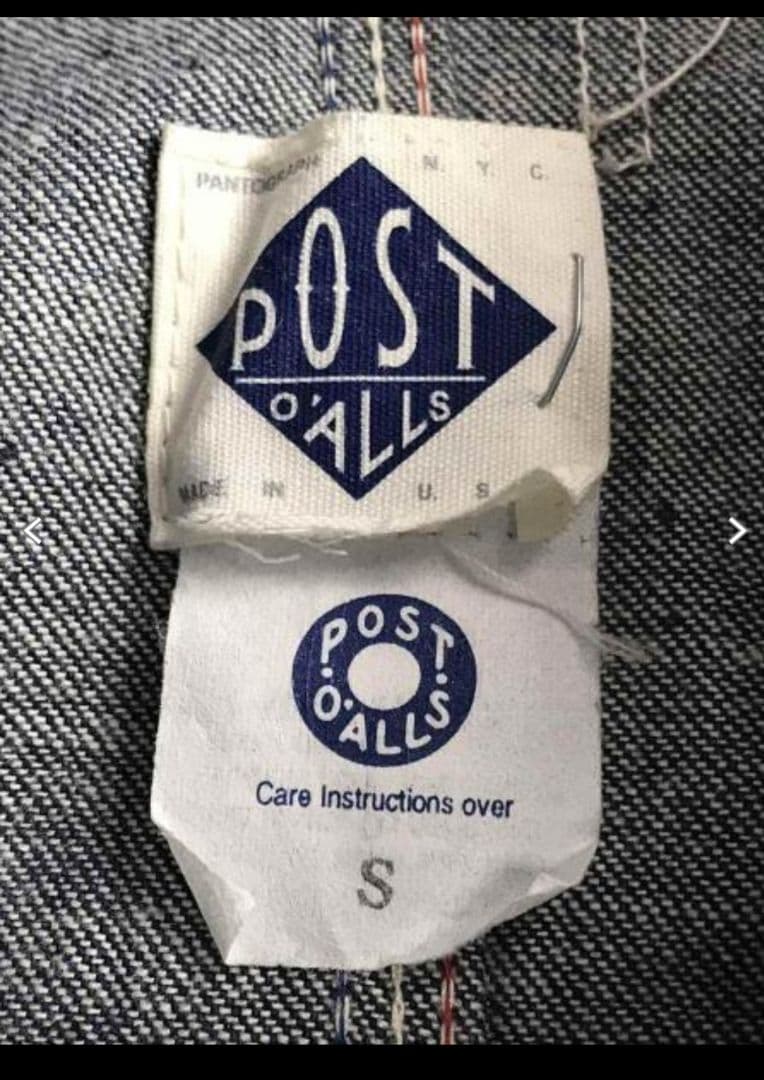 PANTOGRAPH N. Y. C.
POST
O'ALLS
MADE IN U. S
POST
O'ALLS
Care Instructions over
S